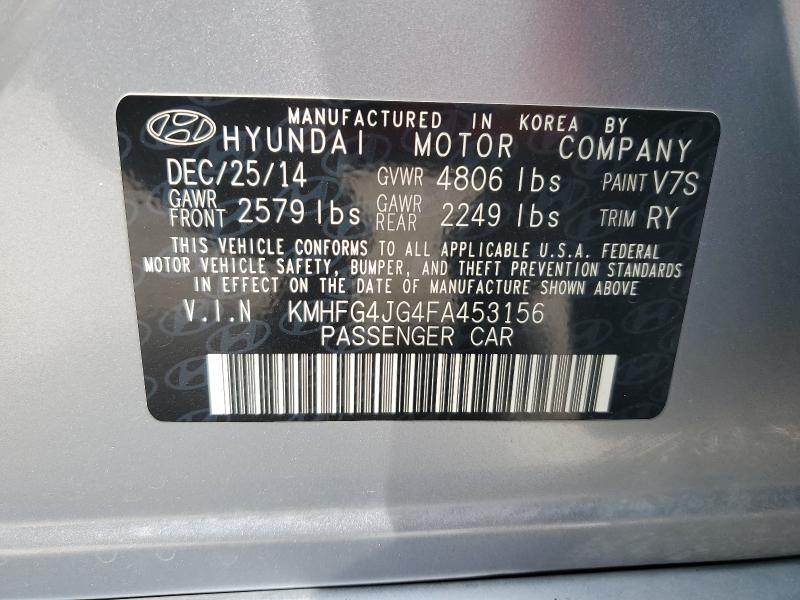 MANUFACTURED IN KOREA BY
HYUNDAI MOTOR COMPANY
DEC/25/14 GVWR 4806 lbs PAINT V7S
GAWR FRONT 2579 lbs GAWR REAR 2249 lbs TRIM RY
THIS VEHICLE CONFORMS TO ALL APPLICABLE U.S.A. FEDERAL
MOTOR VEHICLE SAFETY, BUMPER, AND THEFT PREVENTION STANDARDS
IN EFFECT ON THE DATE OF MANUFACTURE SHOWN ABOVE
V.I.N KMHFG4JG4FA453156
PASSENGER CAR